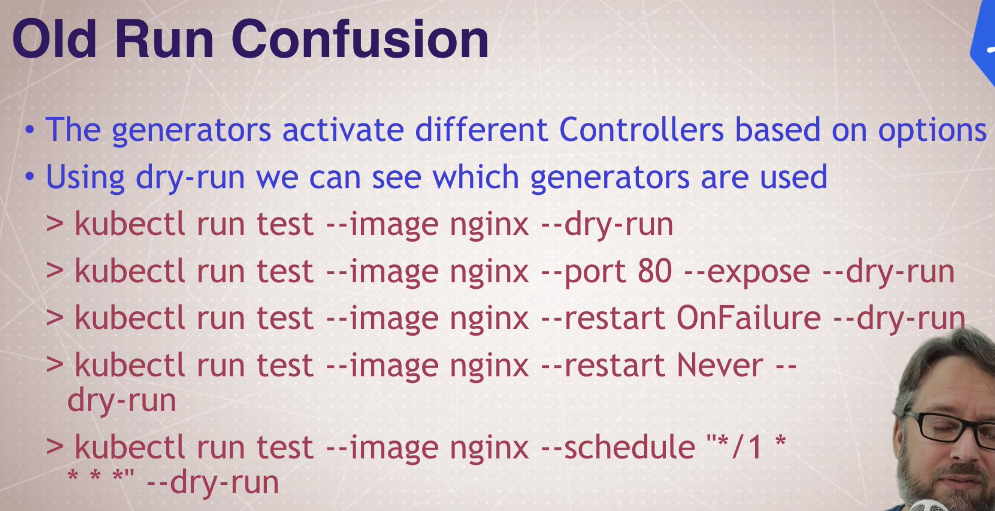 Old Run Confusion
• The generators activate different Controllers based on options
• Using dry-run we can see which generators are used
> kubectl run test --image nginx --dry-run
> kubectl run test --image nginx --port 80 --expose --dry-run
> kubectl run test --image nginx --restart OnFailure --dry-run
> kubectl run test --image nginx --restart Never --
dry-run
> kubectl run test --image nginx --schedule "*/1 *
* * *" --dry-run